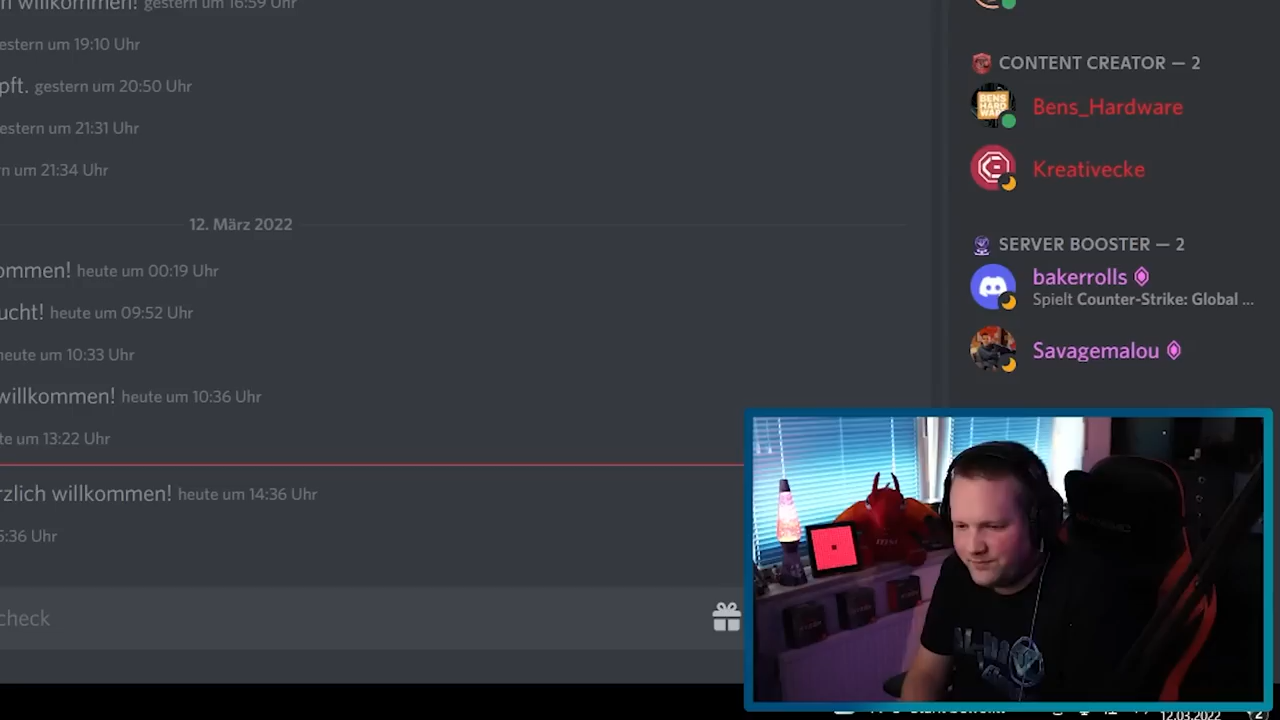 willkommen! gestern um 16:59 Uhr
estern um 19:10 Uhr
pft. gestern um 20:50 Uhr
estern um 21:31 Uhr
n um 21:34 Uhr
12. März 2022
ommen! heute um 00:19 Uhr
ucht! heute um 09:52 Uhr
heute um 10:33 Uhr
willkommen! heute um 10:36 Uhr
te um 13:22 Uhr
rzlich willkommen! heute um 14:36 Uhr
5:36 Uhr
check
CONTENT CREATOR — 2
BENS
HARD
WARE
Bens_Hardware
Kreativecke
SERVER BOOSTER — 2
bakerrolls
Spielt Counter-Strike: Global ...
Savagemalou
12.03.2022
2